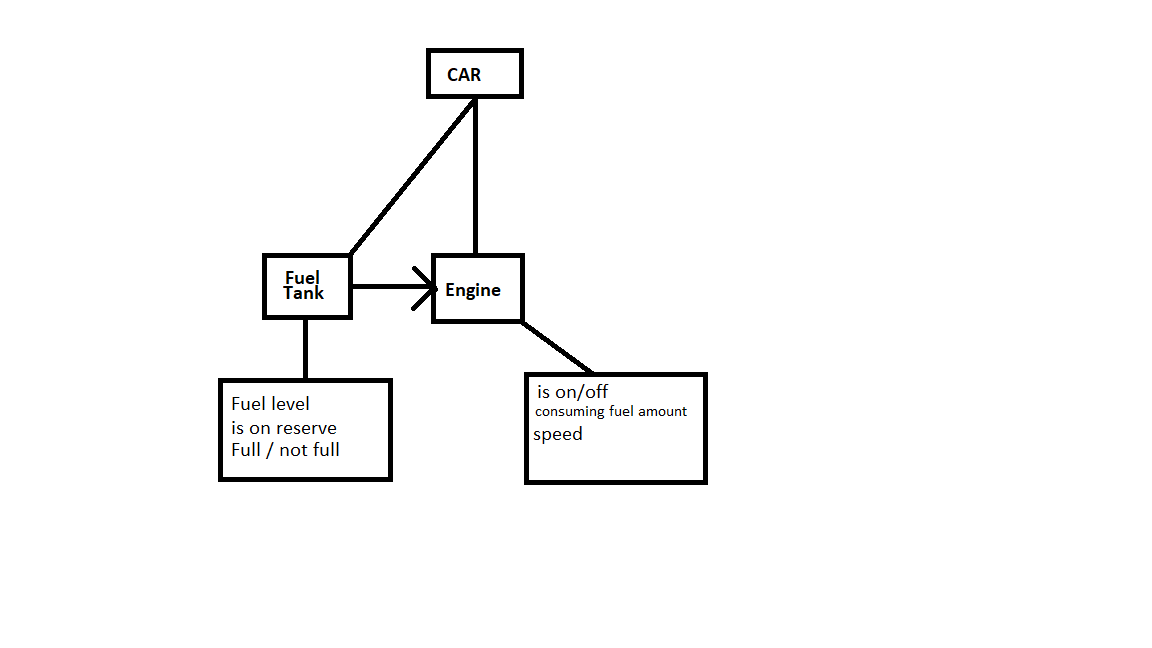 CAR
Fuel
Tank
Engine
Fuel level
is on reserve
Full / not full
is on/off
consuming fuel amount
speed